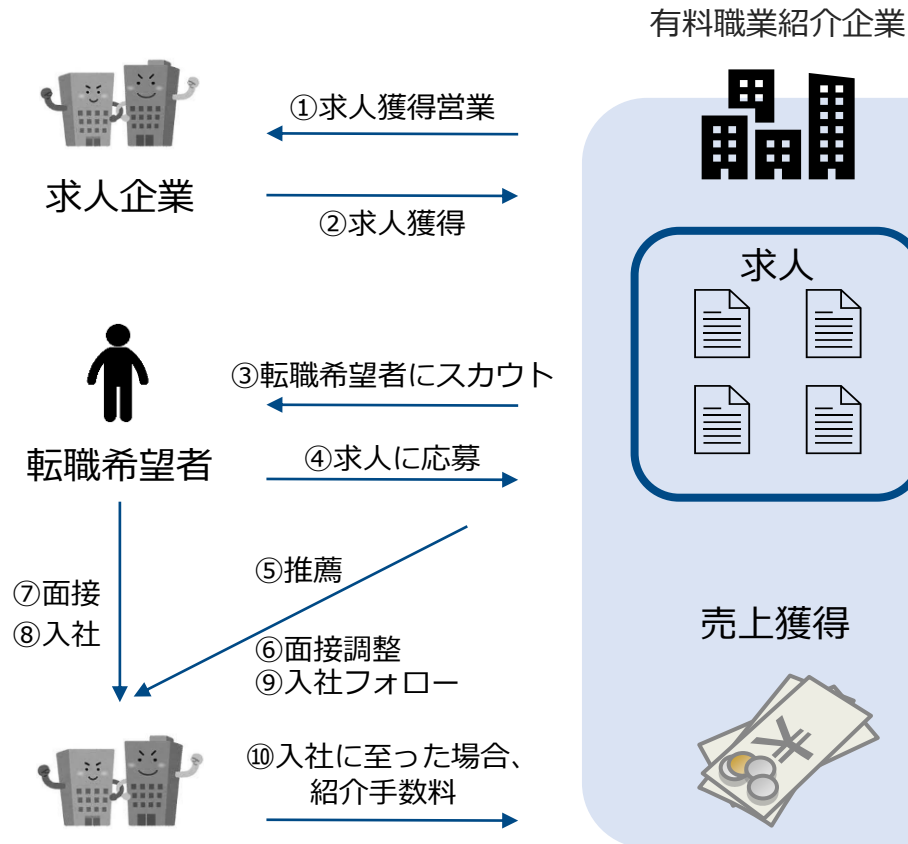 有料職業紹介企業
①求人獲得営業
求人企業
②求人獲得
求人
③転職希望者にスカウト
転職希望者
④求人に応募
⑤推薦
⑦面接
⑧入社
⑥面接調整
⑨入社フォロー
売上獲得
⑩入社に至った場合、
紹介手数料
¥